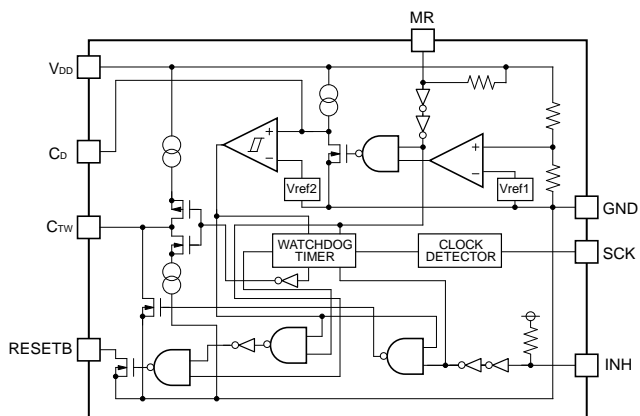 MR
VDD
CD
Vref2
Vref1
GND
CTW
WATCHDOG
TIMER
CLOCK
DETECTOR
SCK
RESETB
INH
+
−
+
−